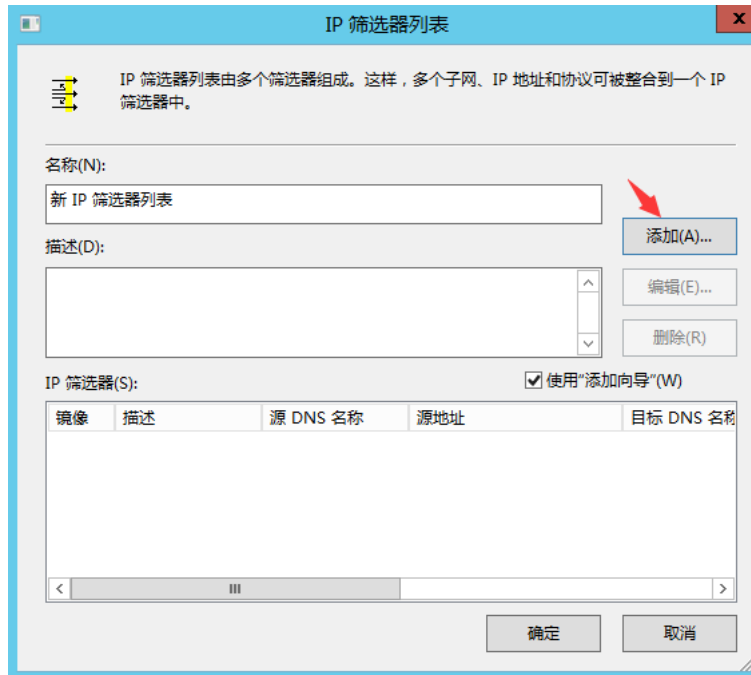 IP 筛选器列表
x
IP 筛选器列表由多个筛选器组成。这样，多个子网、IP 地址和协议可被整合到一个 IP
筛选器中。
名称(N):
新 IP 筛选器列表
添加(A)...
描述(D):
编辑(E)...
删除(R)
IP 筛选器(S):
使用"添加向导"(W)
镜像 描述 源 DNS 名称 源地址 目标 DNS 名称
确定 取消